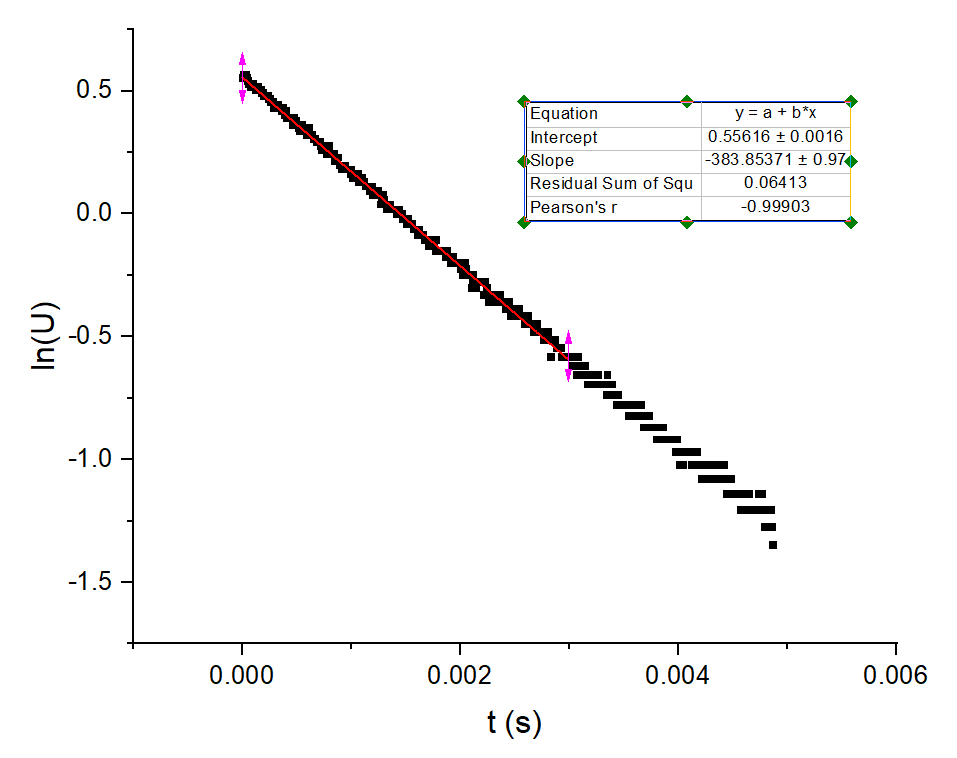 0.5
0.0
-0.5
-1.0
-1.5
ln(U)
Equation y = a + b*x
Intercept 0.55616 ± 0.0016
Slope -383.85371 ± 0.97
Residual Sum of Squ 0.06413
Pearson's r -0.99903
0.000 0.002 0.004 0.006
t (s)